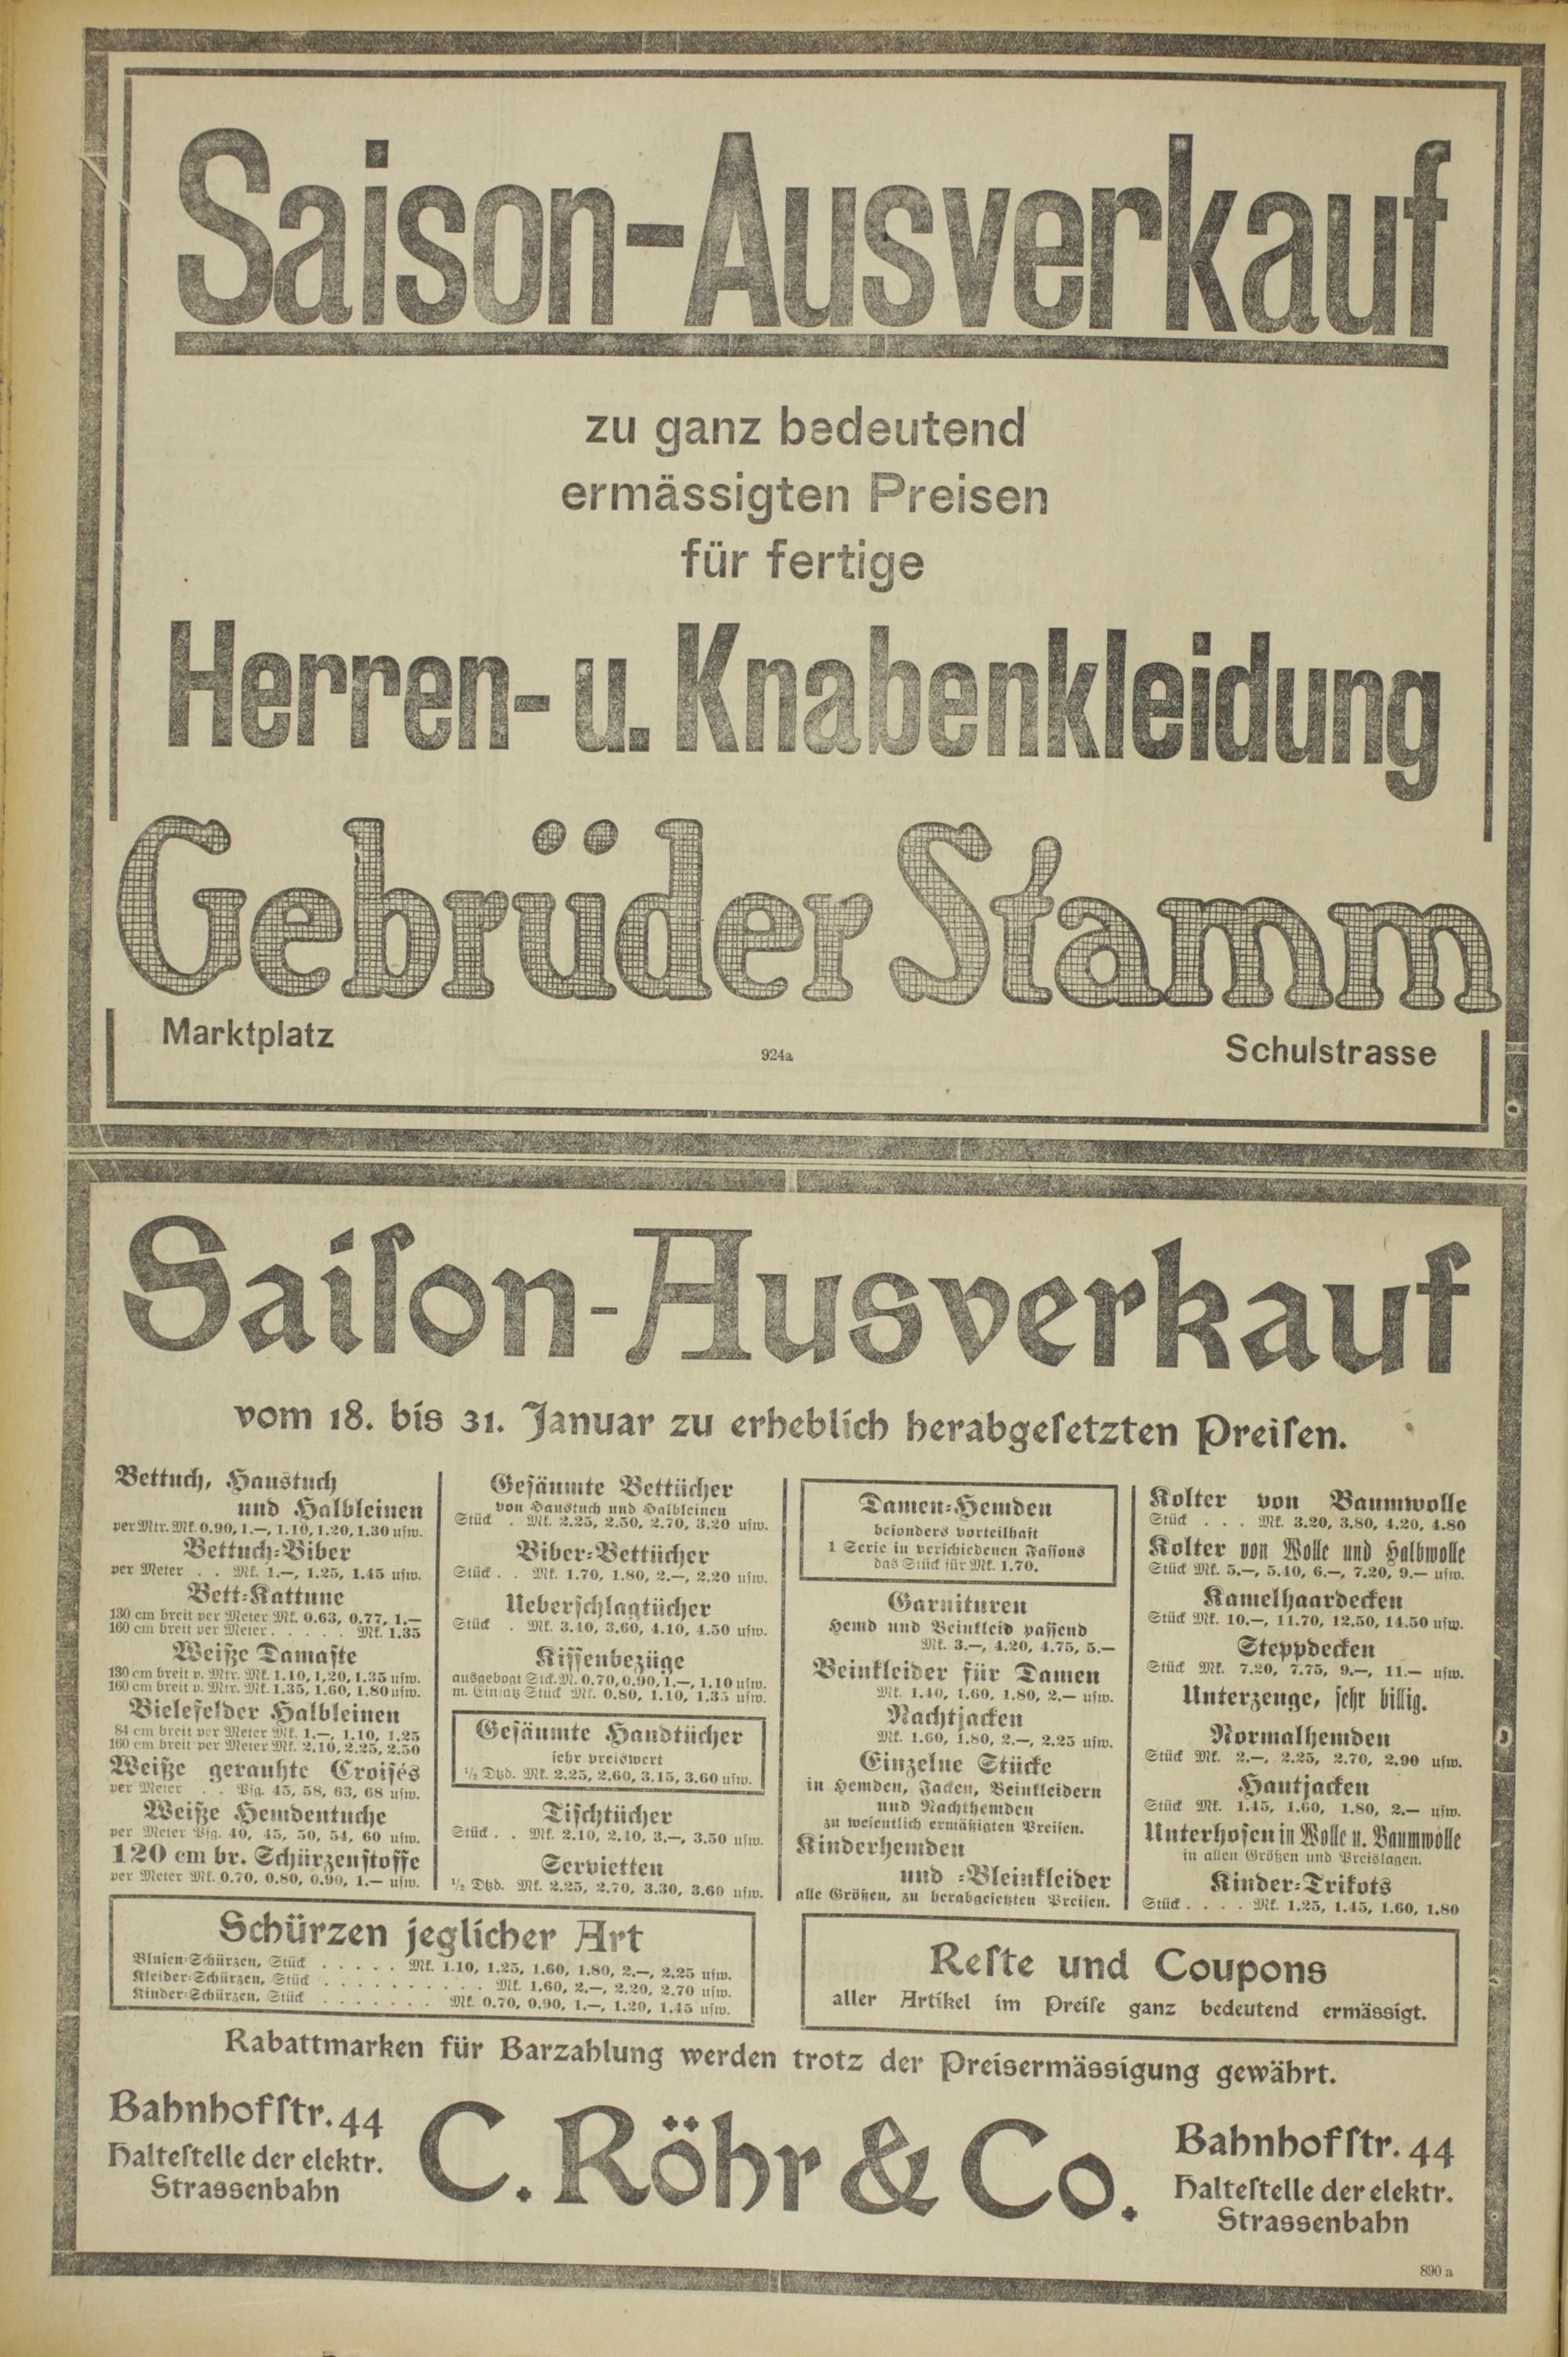 Saison-Ausverkauf
zu ganz bedeutend
ermässigten Preisen
für fertige
Herren- u. Knabenkleidung
Gebrüder Stamm
Marktplatz
924a
Schulstrasse
Saiſon-Ausverkauf
vom 18. bis 31. Januar zu erheblich herabgeſetzten Preiſen.
Bettuch, Haustuch
und Halbleinen
per Mtr. Mk. 0.90, 1.—, 1.10, 1.20, 1.30 uſw.
Bettuch-Biber
per Meter . . Mk. 1.—, 1.25, 1.45 uſw.
Bett-Kattune
130 cm breit per Meter Mk. 0.63, 0.77, 1.—
160 cm breit per Meter . . . . . Mk. 1.35
Weiße Damaſte
130 cm breit p. Mtr. Mk. 1.10, 1.20, 1.35 uſw.
160 cm breit p. Mtr. Mk. 1.35, 1.60, 1.80 uſw.
Bielefelder Halbleinen
84 cm breit per Meter Mk. 1.—, 1.10, 1.25
160 cm breit per Meter Mk. 2.10, 2.25, 2.50
Weiße gerauhte Croiſés
per Meter . . Pfg. 45, 58, 63, 68 uſw.
Weiße Hemdentuche
per Meter Pfg. 40, 45, 50, 54, 60 uſw.
120 cm br. Schürzenſtoffe
per Meter Mk. 0.70, 0.80, 0.90, 1.— uſw.
Geſäumte Bettücher
von Haustuch und Halbleinen
Stück . Mk. 2.25, 2.50, 2.70, 3.20 uſw.
Biber-Bettücher
Stück . . Mk. 1.70, 1.80, 2.—, 2.20 uſw.
Ueberſchlagtücher
Stück . Mk. 3.40, 3.60, 4.10, 4.50 uſw.
Kiſſenbezüge
ausgebogt Stck. M. 0.70, 0.90, 1.—, 1.10 uſw.
m. Einſatz Stück Mk. 0.80, 1.10, 1.35 uſw.
Geſäumte Handtücher
ſehr preiswert
½ Dtzd. Mk. 2.25, 2.60, 3.15, 3.60 uſw.
Tiſchtücher
Stück . . Mk. 2.10, 2.40, 3.—, 3.50 uſw.
Servietten
½ Dtzd. Mk. 2.25, 2.70, 3.30, 3.60 uſw.
Damen-Hemden
beſonders vorteilhaft
1 Serie in verſchiedenen Faſſons
das Stück für Mk. 1.70.
Garnituren
Hemd und Beinkleid paſſend
Mk. 3.—, 4.20, 4.75, 5.—
Beinkleider für Damen
Mk. 1.40, 1.60, 1.80, 2.— uſw.
Nachtjacken
Mk. 1.60, 1.80, 2.—, 2.25 uſw.
Einzelne Stücke
in Hemden, Jacken, Beinkleidern
und Nachthemden
zu weſentlich ermäßigten Preiſen.
Kinderhemden
und -Bleinkleider
alle Größen, zu herabgeſetzten Preiſen.
Kolter von Baumwolle
Stück . . . Mk. 3.20, 3.80, 4.20, 4.80
Kolter von Wolle und Halbwolle
Stück Mk. 5.—, 5.40, 6.—, 7.20, 9.— uſw.
Kamelhaardecken
Stück Mk. 10.—, 11.70, 12.50, 14.50 uſw.
Steppdecken
Stück Mk. 7.20, 7.75, 9.—, 11.— uſw.
Unterzeuge, ſehr billig.
Normalhemden
Stück Mk. 2.—, 2.25, 2.70, 2.90 uſw.
Hautjacken
Stück Mk. 1.45, 1.60, 1.80, 2.— uſw.
Unterhoſen in Wolle u. Baumwolle
in allen Größen und Preislagen.
Kinder-Trikots
Stück . . . . Mk. 1.25, 1.45, 1.60, 1.80
Schürzen jeglicher Art
Bluſen-Schürzen, Stück . . . . . Mk. 1.10, 1.25, 1.60, 1.80, 2.—, 2.25 uſw.
Kleider-Schürzen, Stück . . . . . . . . . . Mk. 1.60, 2.—, 2.20, 2.70 uſw.
Kinder-Schürzen, Stück . . . . . . . Mk. 0.70, 0.90, 1.—, 1.20, 1.45 uſw.
Reſte und Coupons
aller Artikel im Preiſe ganz bedeutend ermässigt.
Rabattmarken für Barzahlung werden trotz der Preisermässigung gewährt.
Bahnhofſtr. 44
Halteſtelle der elektr.
Strassenbahn
C. Röhr & Co.
Bahnhofſtr. 44
Halteſtelle der elektr.
Strassenbahn
890 a